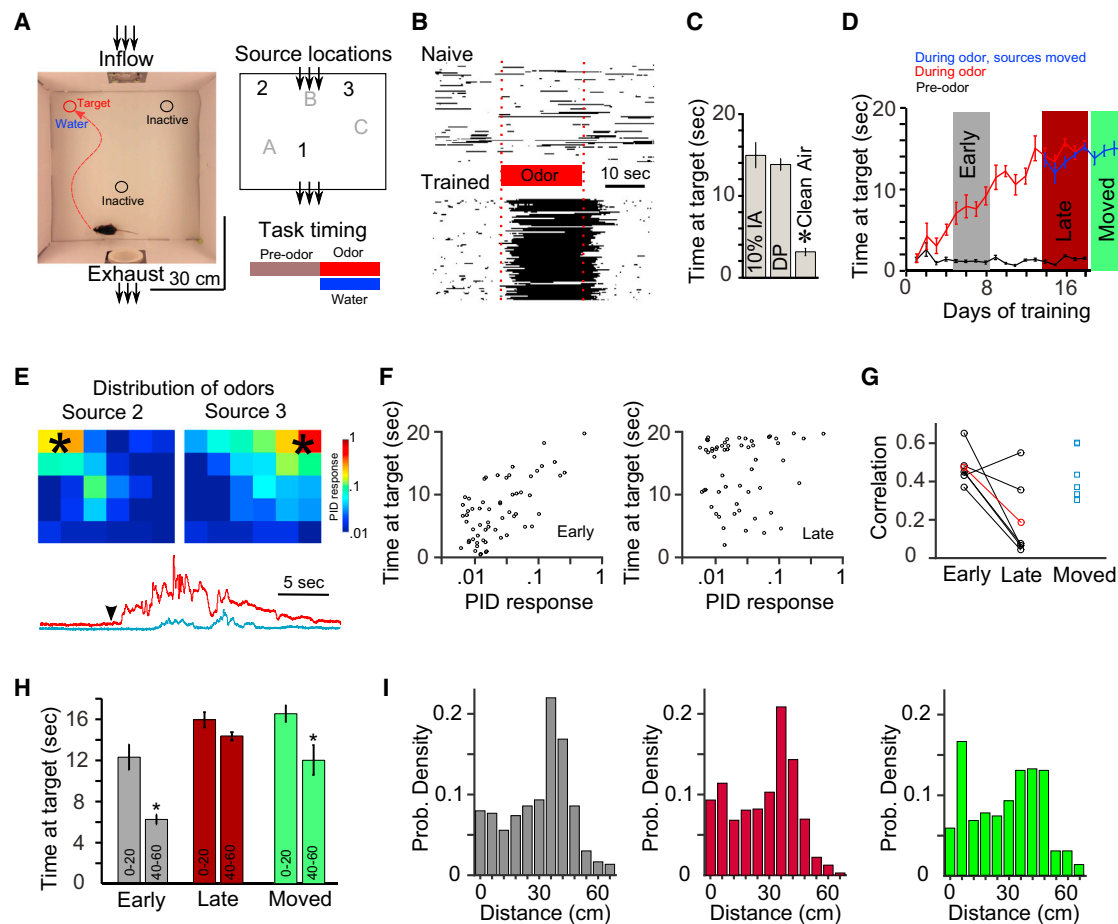 A
Inflow
Target
Water
Inactive
Inactive
Exhaust
30 cm
Source locations
2
3
B
C
A
1
Task timing
Pre-odor
Odor
Water
B
Naive
Trained
Odor
10 sec
C
Time at target (sec)
20
10
0
10% IA
DP
*Clean Air
D
During odor, sources moved
During odor
Pre-odor
Time at target (sec)
20
10
0
Early
Late
Moved
0
8
16
Days of training
E
Distribution of odors
Source 2
Source 3
*
*
1
.1
.01
PID response
5 sec
F
Time at target (sec)
20
10
0
Early
.01
.1
1
PID response
Time at target (sec)
20
10
0
Late
.01
.1
1
PID response
G
Correlation
0.6
0.4
0.2
0
Early
Late
Moved
H
Time at target (sec)
16
12
8
6
0
0-20
*
40-60
0-20
40-60
0-20
*
40-60
Early
Late
Moved
I
Prob. Density
0.2
0.1
0
0
30
60
Distance (cm)
Prob. Density
0.2
0.1
0
0
30
60
Distance (cm)
Prob. Density
0.2
0.1
0
0
30
60
Distance (cm)